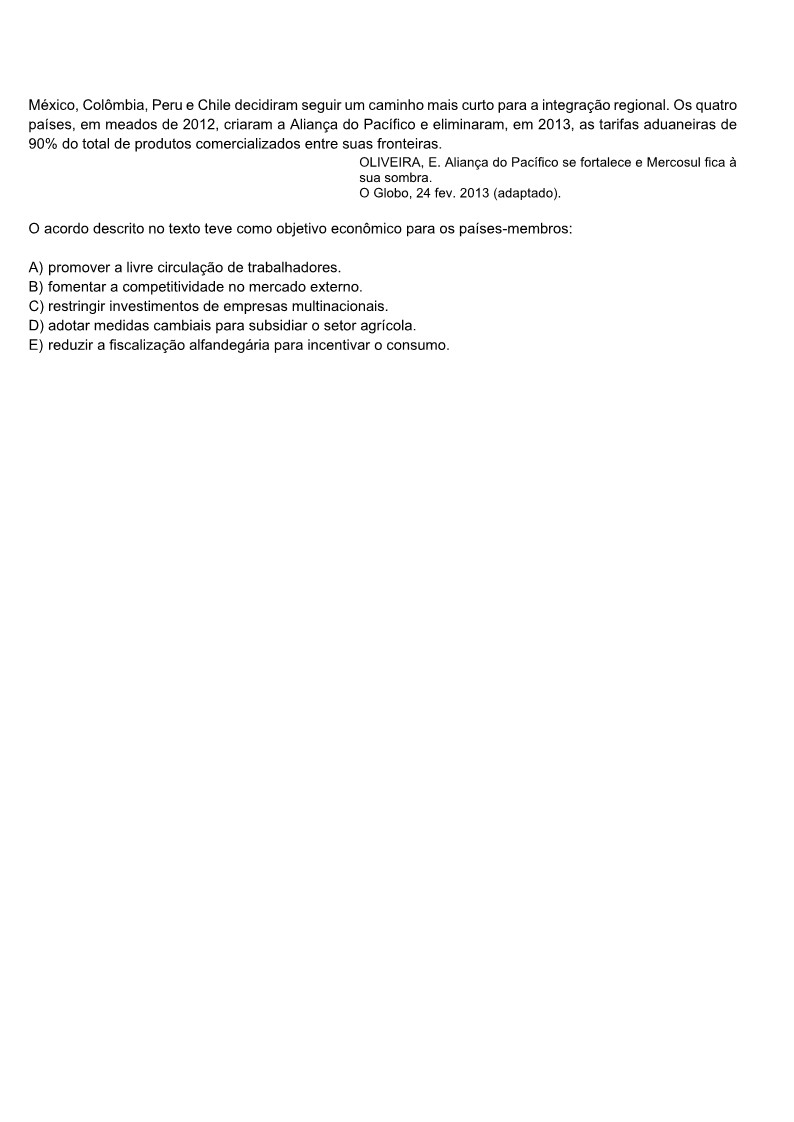 México, Colômbia, Peru e Chile decidiram seguir um caminho mais curto para a integração regional. Os quatro
países, em meados de 2012, criaram a Aliança do Pacífico e eliminaram, em 2013, as tarifas aduaneiras de
90% do total de produtos comercializados entre suas fronteiras.
OLIVEIRA, E. Aliança do Pacífico se fortalece e Mercosul fica à
sua sombra.
O Globo, 24 fev. 2013 (adaptado).
O acordo descrito no texto teve como objetivo econômico para os países-membros:
A) promover a livre circulação de trabalhadores.
B) fomentar a competitividade no mercado externo.
C) restringir investimentos de empresas multinacionais.
D) adotar medidas cambiais para subsidiar o setor agrícola.
E) reduzir a fiscalização alfandegária para incentivar o consumo.